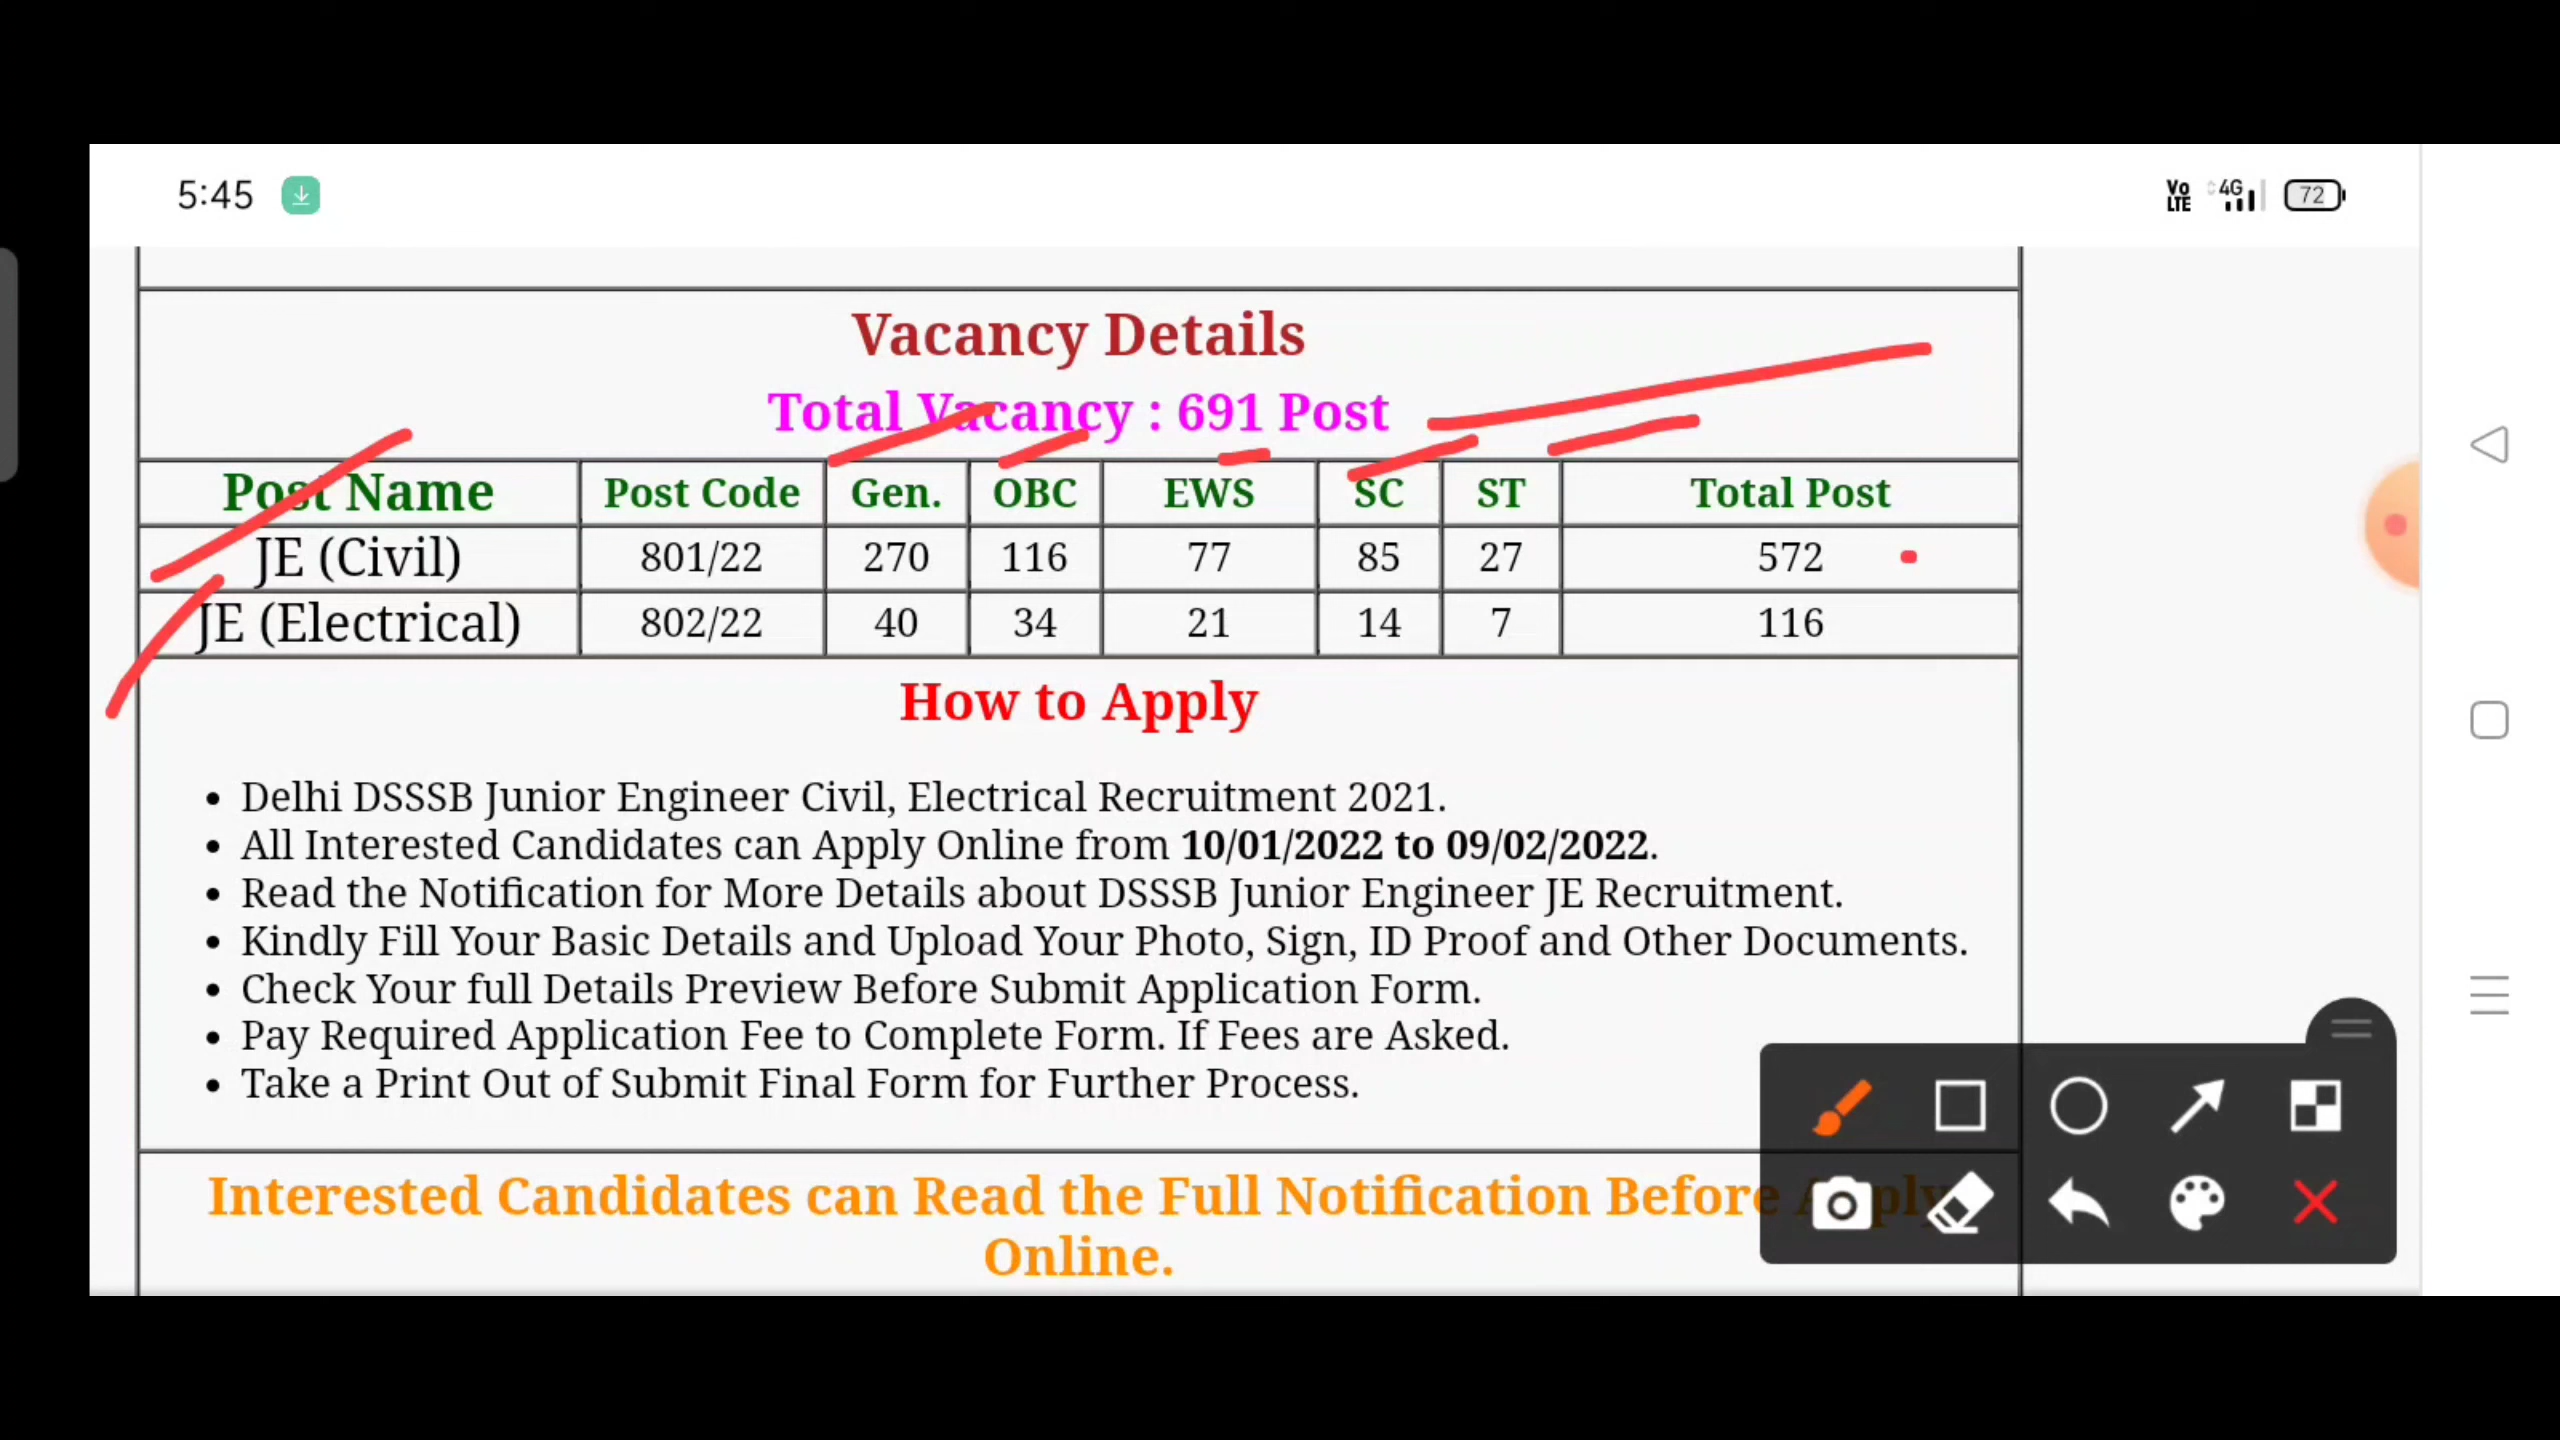 5:45
Vo LTE 4G 72
Vacancy Details
Total Vacancy : 691 Post
Post Name Post Code Gen. OBC EWS SC ST Total Post
JE (Civil) 801/22 270 116 77 85 27 572
JE (Electrical) 802/22 40 34 21 14 7 116
How to Apply
• Delhi DSSSB Junior Engineer Civil, Electrical Recruitment 2021.
• All Interested Candidates can Apply Online from 10/01/2022 to 09/02/2022.
• Read the Notification for More Details about DSSSB Junior Engineer JE Recruitment.
• Kindly Fill Your Basic Details and Upload Your Photo, Sign, ID Proof and Other Documents.
• Check Your full Details Preview Before Submit Application Form.
• Pay Required Application Fee to Complete Form. If Fees are Asked.
• Take a Print Out of Submit Final Form for Further Process.
Interested Candidates can Read the Full Notification Before Apply
Online.